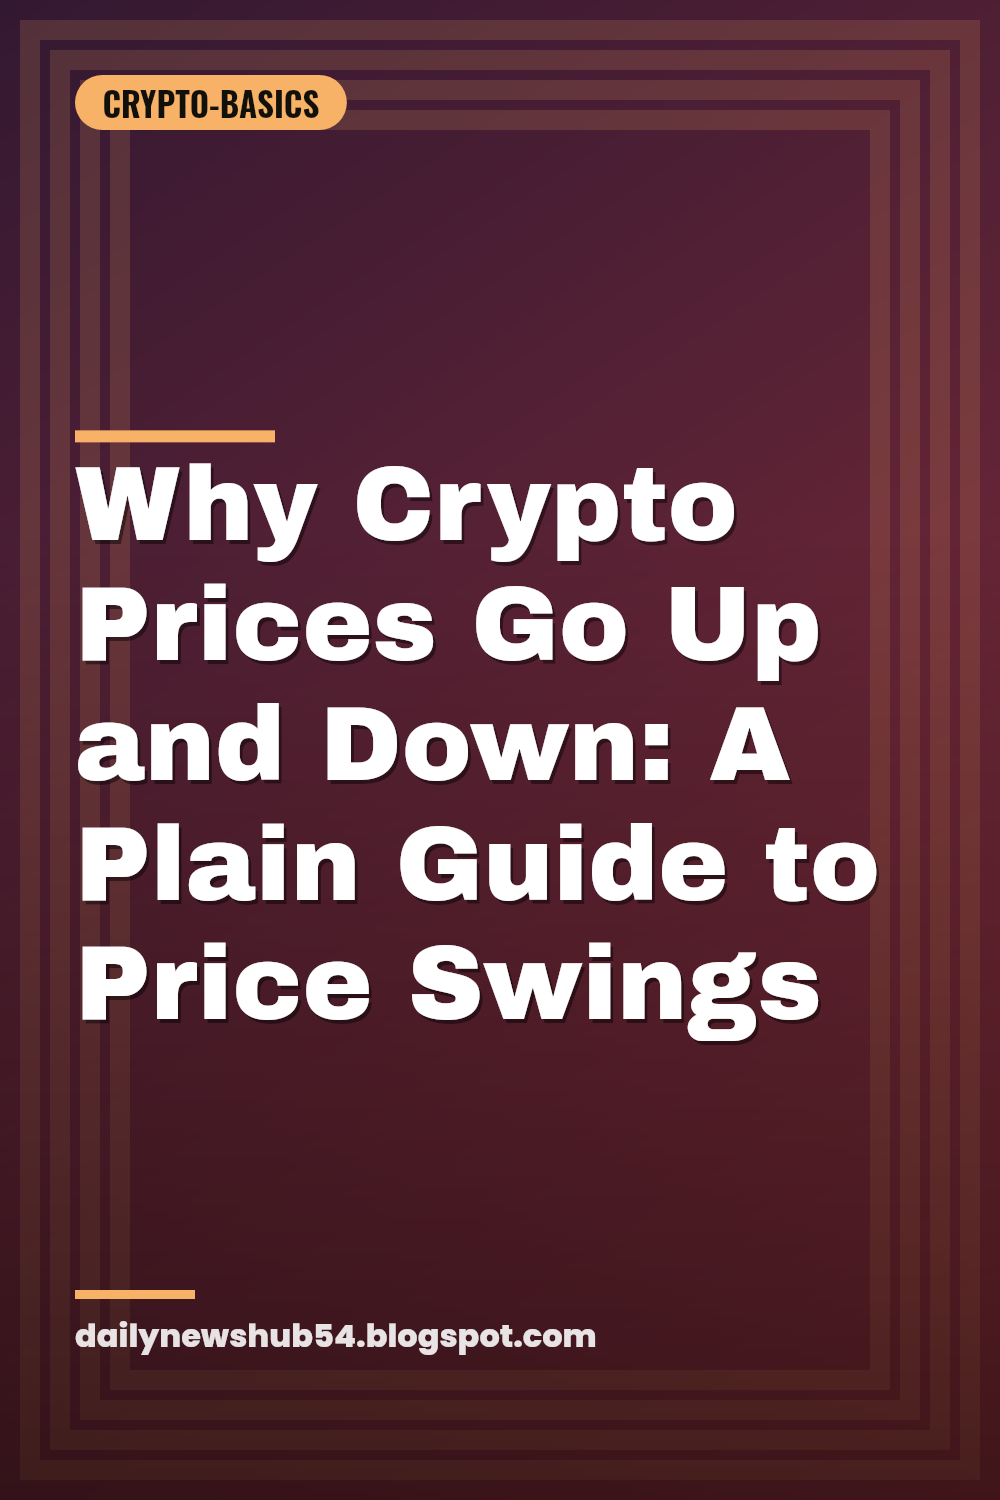 CRYPTO-BASICS
Why Crypto
Prices Go Up
and Down: A
Plain Guide to
Price Swings
dailynewshub54.blogspot.com